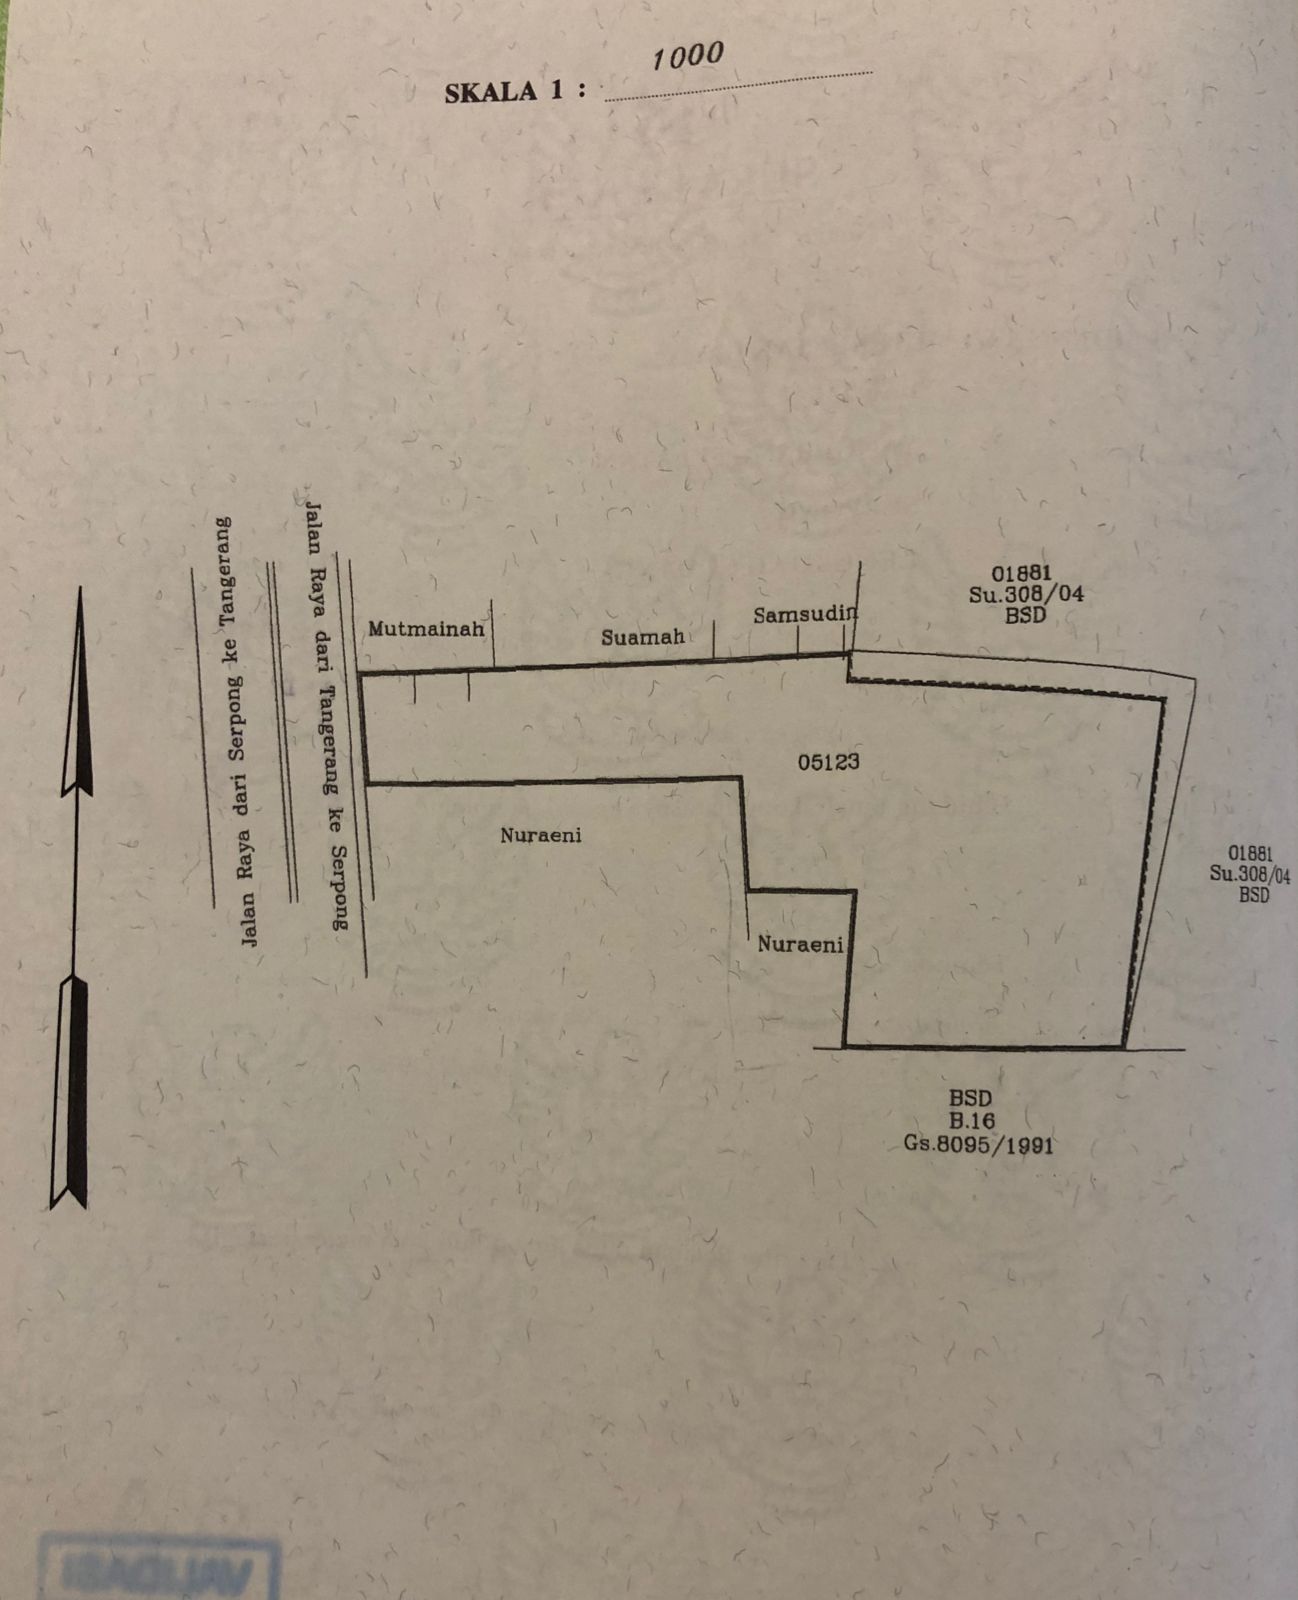 SKALA 1 : 1000
Jalan Raya dari Serpong ke Tangerang
Jalan Raya dari Tangerang ke Serpong
Mutmainah
Suamah
Samsudin
01881
Su.308/04
BSD
05123
Nuraeni
01881
Su.308/04
BSD
Nuraeni
BSD
B.16
Gs.8095/1991
VALIDASI